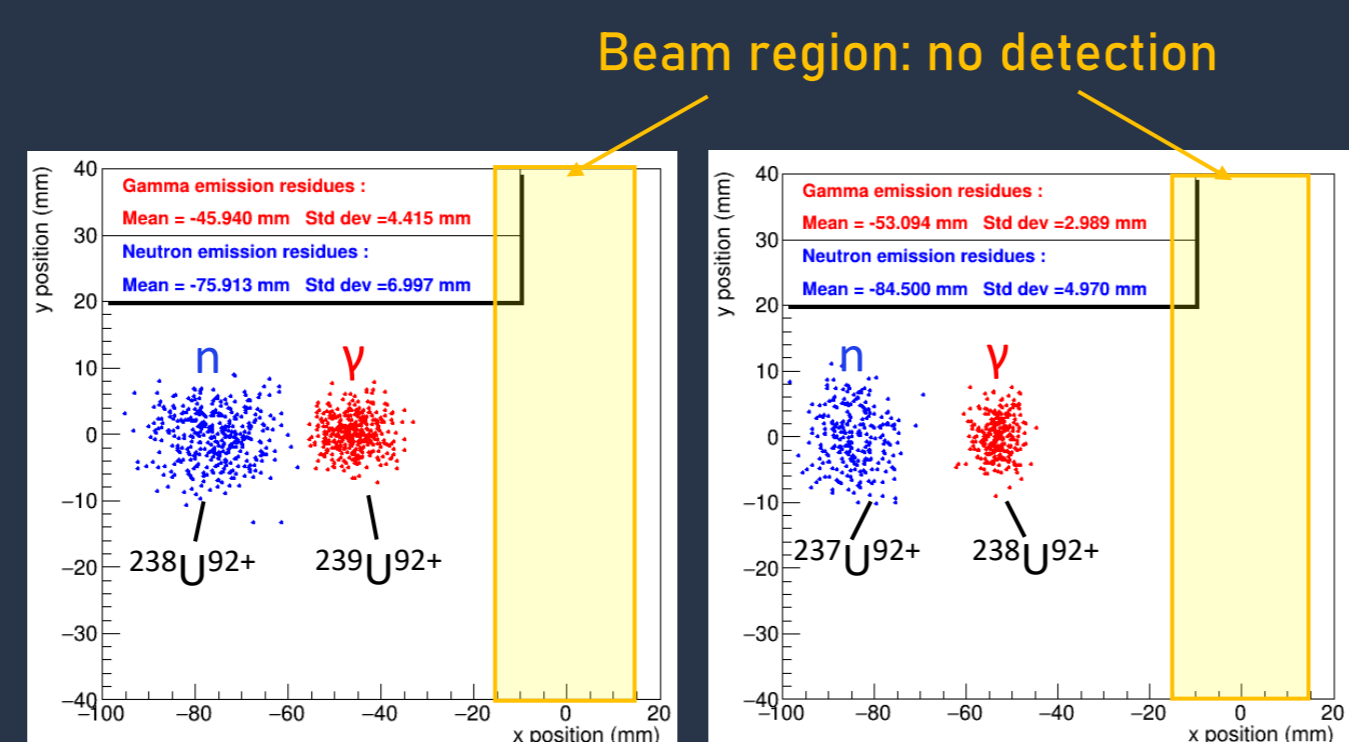 Beam region: no detection
y position (mm)
40
30
20
10
0
−10
−20
−30
−40
Gamma emission residues :
Mean = -45.940 mm Std dev =4.415 mm
Neutron emission residues :
Mean = -75.913 mm Std dev =6.997 mm
n
γ
238U92+
239U92+
−100
−80
−60
−40
−20
0
20
x position (mm)
y position (mm)
40
30
20
10
0
−10
−20
−30
−40
Gamma emission residues :
Mean = -53.094 mm Std dev =2.989 mm
Neutron emission residues :
Mean = -84.500 mm Std dev =4.970 mm
n
γ
237U92+
238U92+
−100
−80
−60
−40
−20
0
20
x position (mm)